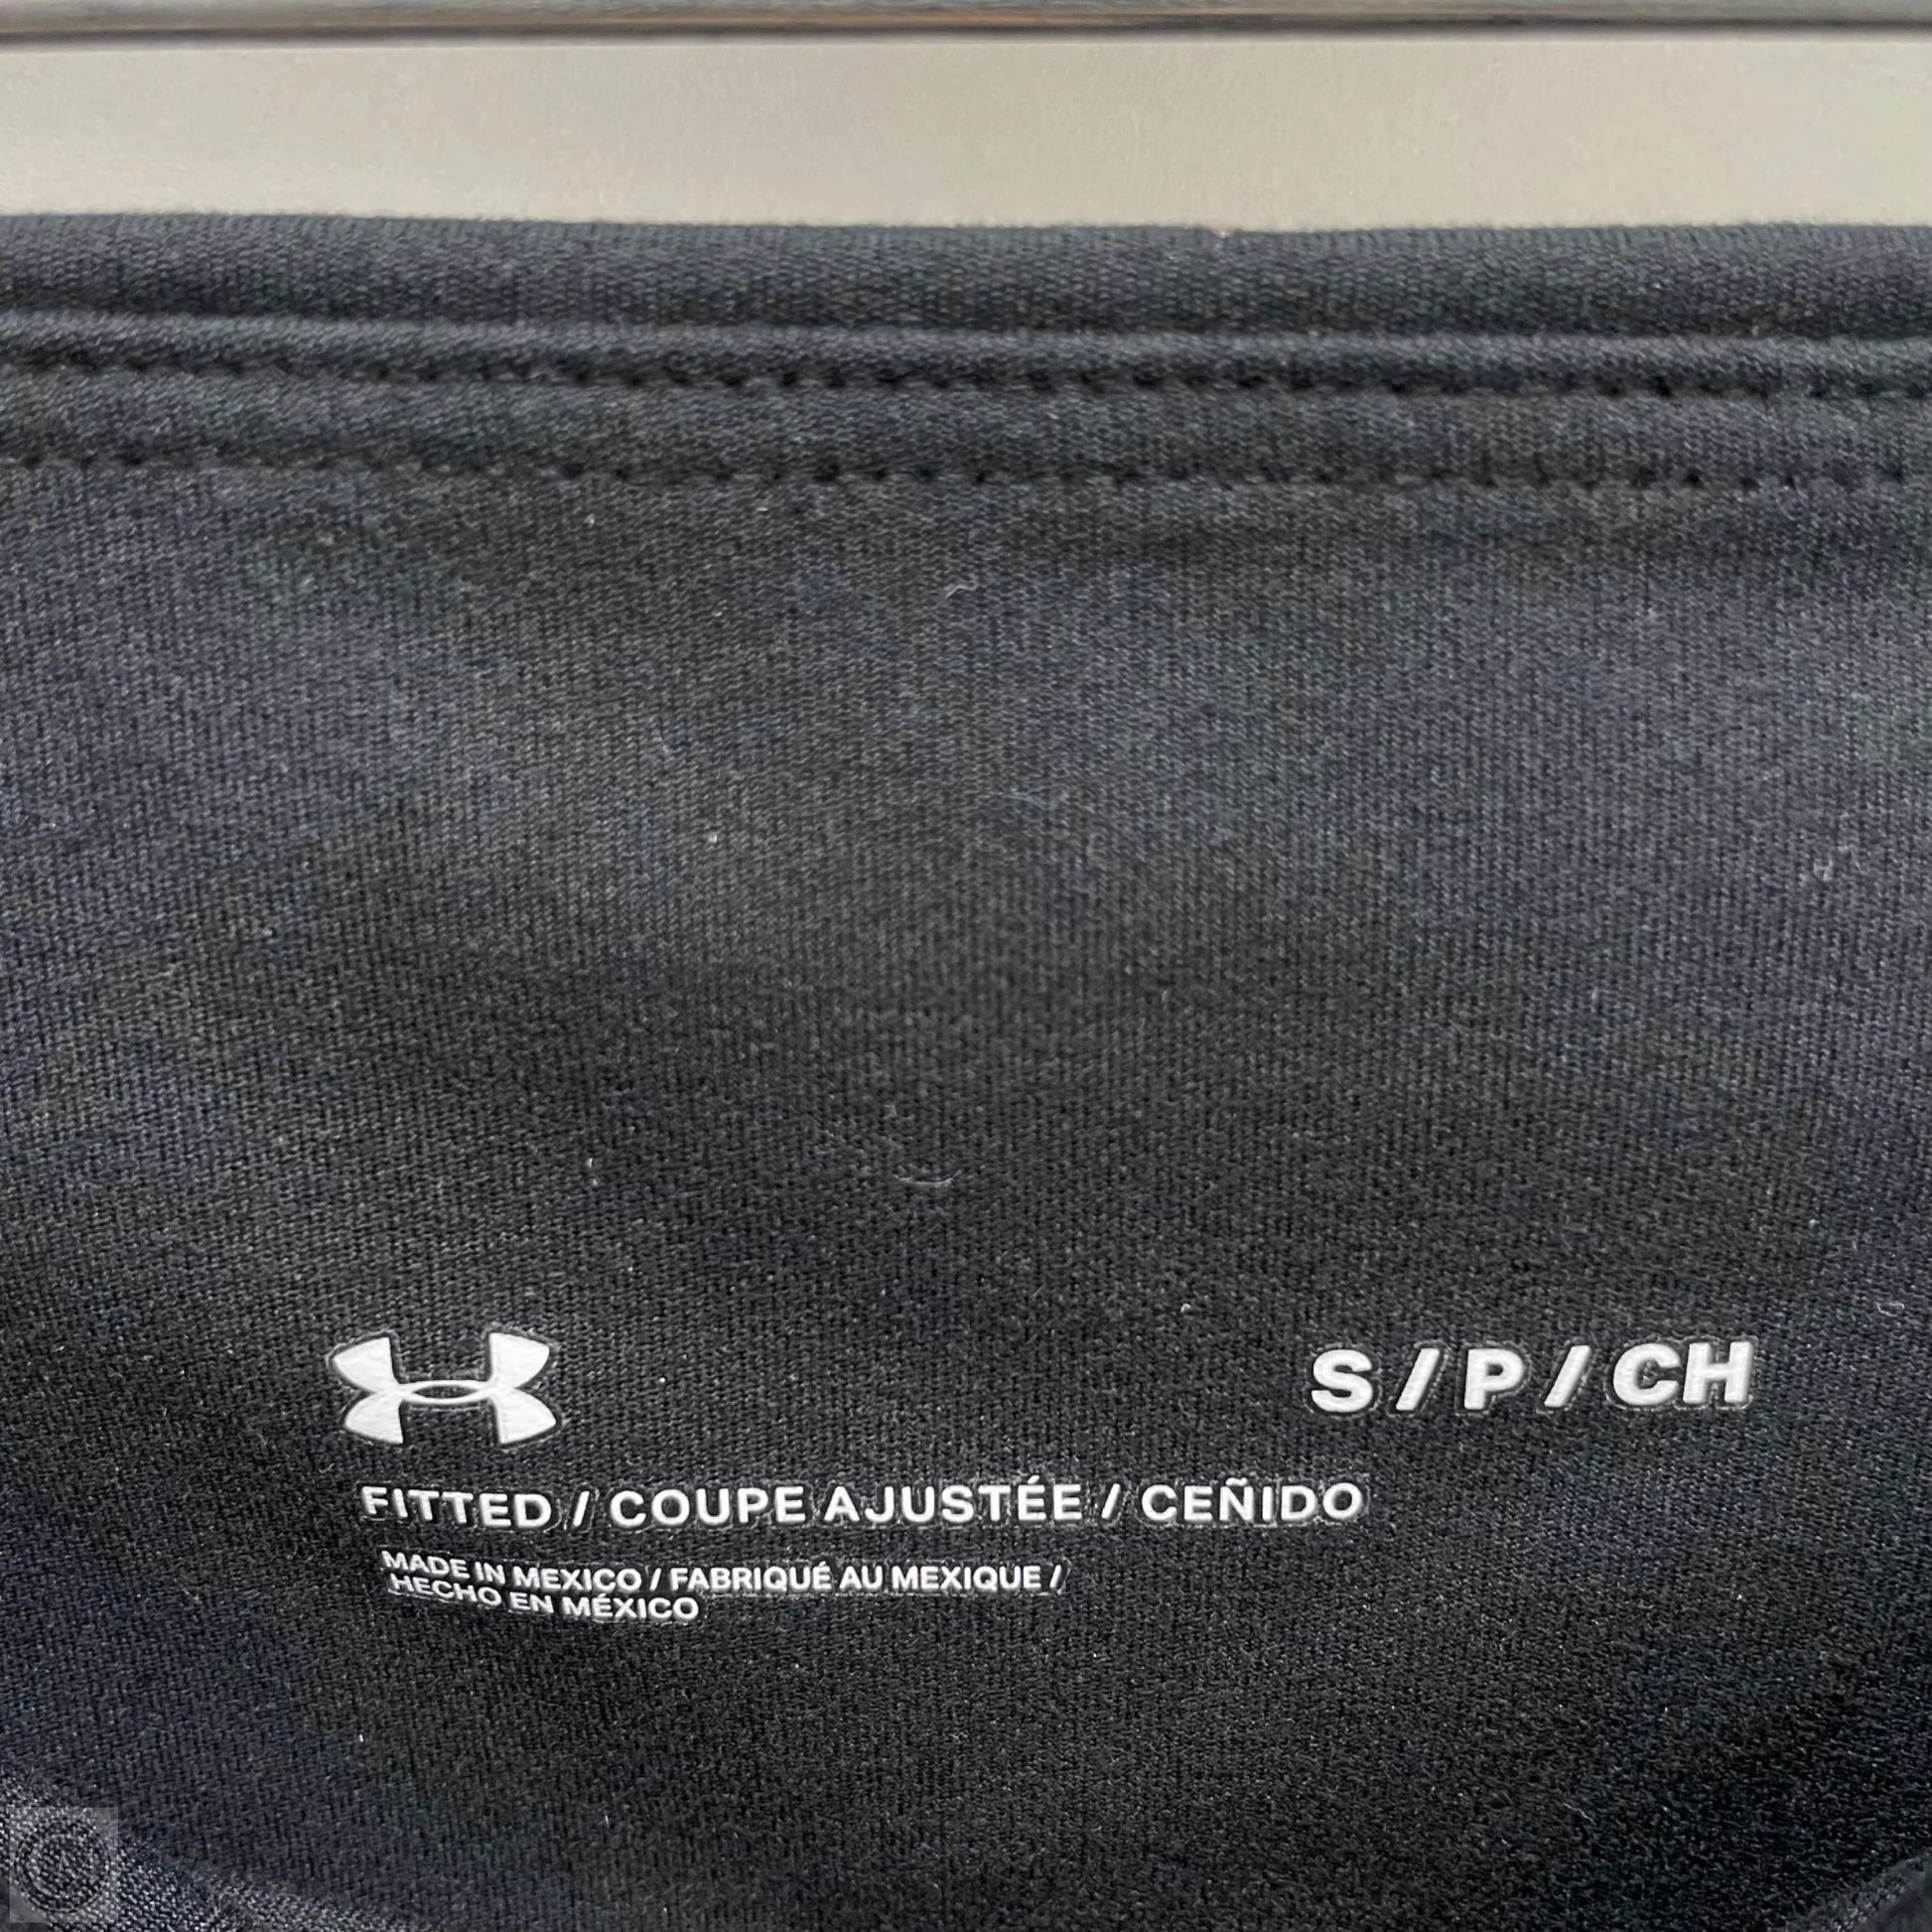 S / P / CH
FITTED / COUPE AJUSTÉE / CEÑIDO
MADE IN MEXICO / FABRIQUÉ AU MEXIQUE /
HECHO EN MÉXICO